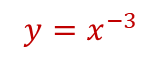 y = x⁻³